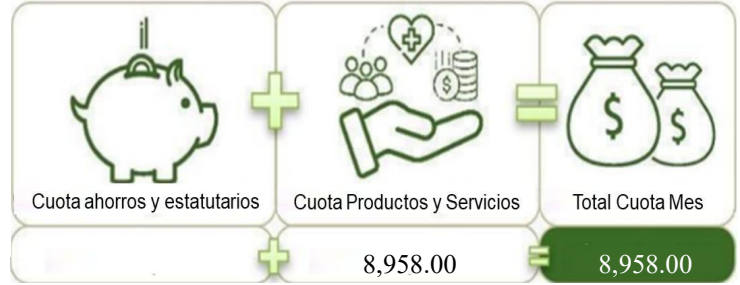 $
$ $
Cuota ahorros y estatutarios Cuota Productos y Servicios Total Cuota Mes
8,958.00 8,958.00